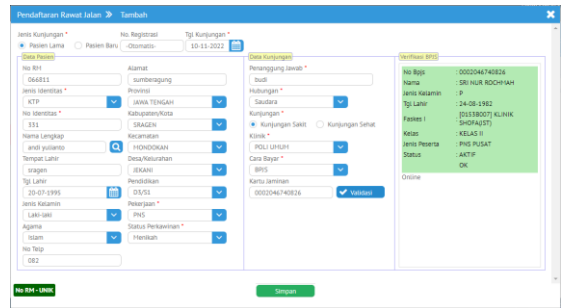 Pendaftaran Rawat Jalan » Tambah
Jenis Kunjungan * No. Registrasi Tgl Kunjungan *
Pasien Lama Pasien Baru -Otomatis- 10-11-2022
Data Pasien
No RM
066811
Jenis Identitas *
KTP
No Identitas *
331
Nama Lengkap
andi yulianto
Tempat Lahir
sragen
Tgl Lahir
20-07-1995
Jenis Kelamin
Laki-laki
Agama
Islam
No Telp
082
Alamat
sumberagung
Provinsi
JAWA TENGAH
Kabupaten/Kota
SRAGEN
Kecamatan
MONDOKAN
Desa/Kelurahan
JEKANI
Pendidikan
D3/S1
Pekerjaan *
PNS
Status Perkawinan *
Menikah
Data Kunjungan
Penanggung Jawab *
budi
Hubungan *
Saudara
Kunjungan *
Kunjungan Sakit Kunjungan Sehat
Klinik *
POLI UMUM
Cara Bayar *
BPJS
Kartu Jaminan
0002046740826 Validasi
Verifikasi BPJS
No Bpjs : 0002046740826
Nama : SRI NUR ROCHMAH
Jenis Kelamin : P
Tgl Lahir : 24-08-1982
Faskes I : [0153B007] KLINIK SHOFA(JST)
Kelas : KELAS II
Jenis Peserta : PNS PUSAT
Status : AKTIF
OK
Online
No RM - UNIK
Simpan